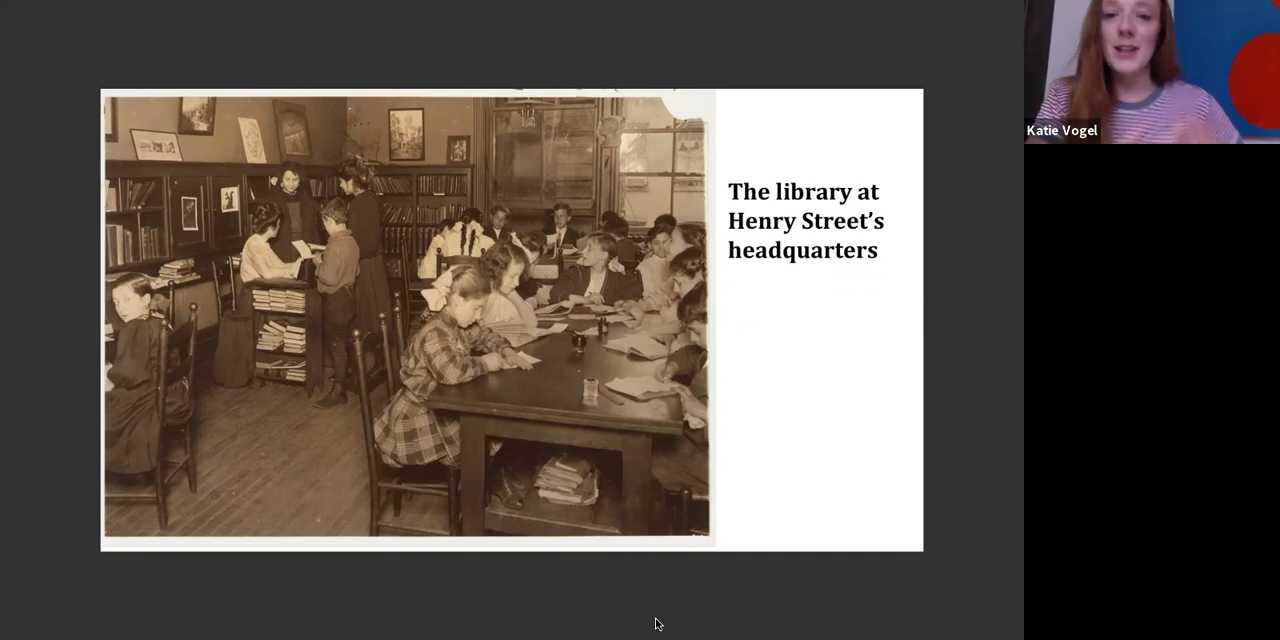 The library at
Henry Street’s
headquarters
Katie Vogel